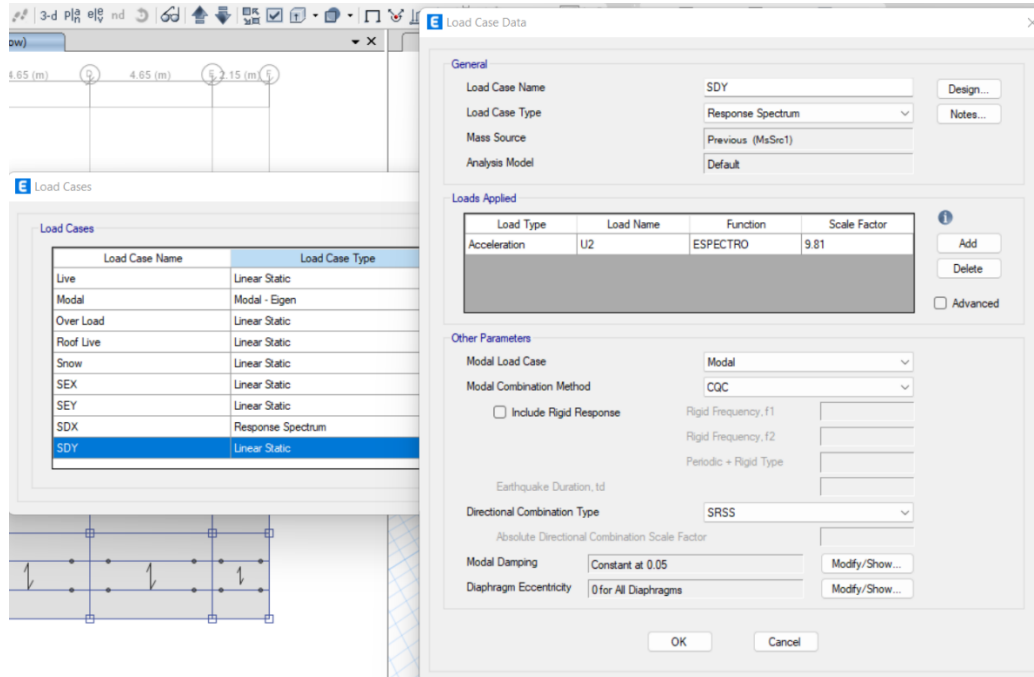 3-d Pla ele nd
ow)
4.65 (m) D 4.65 (m) E 2.15 (m) F
E Load Cases
Load Cases
Load Case Name Load Case Type
Live Linear Static
Modal Modal - Eigen
Over Load Linear Static
Roof Live Linear Static
Snow Linear Static
SEX Linear Static
SEY Linear Static
SDX Response Spectrum
SDY Linear Static
E Load Case Data
General
Load Case Name SDY Design...
Load Case Type Response Spectrum Notes...
Mass Source Previous (MsSrc1)
Analysis Model Default
Loads Applied
Load Type Load Name Function Scale Factor
Acceleration U2 ESPECTRO 9.81
Add
Delete
Advanced
Other Parameters
Modal Load Case Modal
Modal Combination Method CQC
Include Rigid Response Rigid Frequency, f1
Rigid Frequency, f2
Periodic + Rigid Type
Earthquake Duration, td
Directional Combination Type SRSS
Absolute Directional Combination Scale Factor
Modal Damping Constant at 0.05 Modify/Show...
Diaphragm Eccentricity 0 for All Diaphragms Modify/Show...
OK Cancel